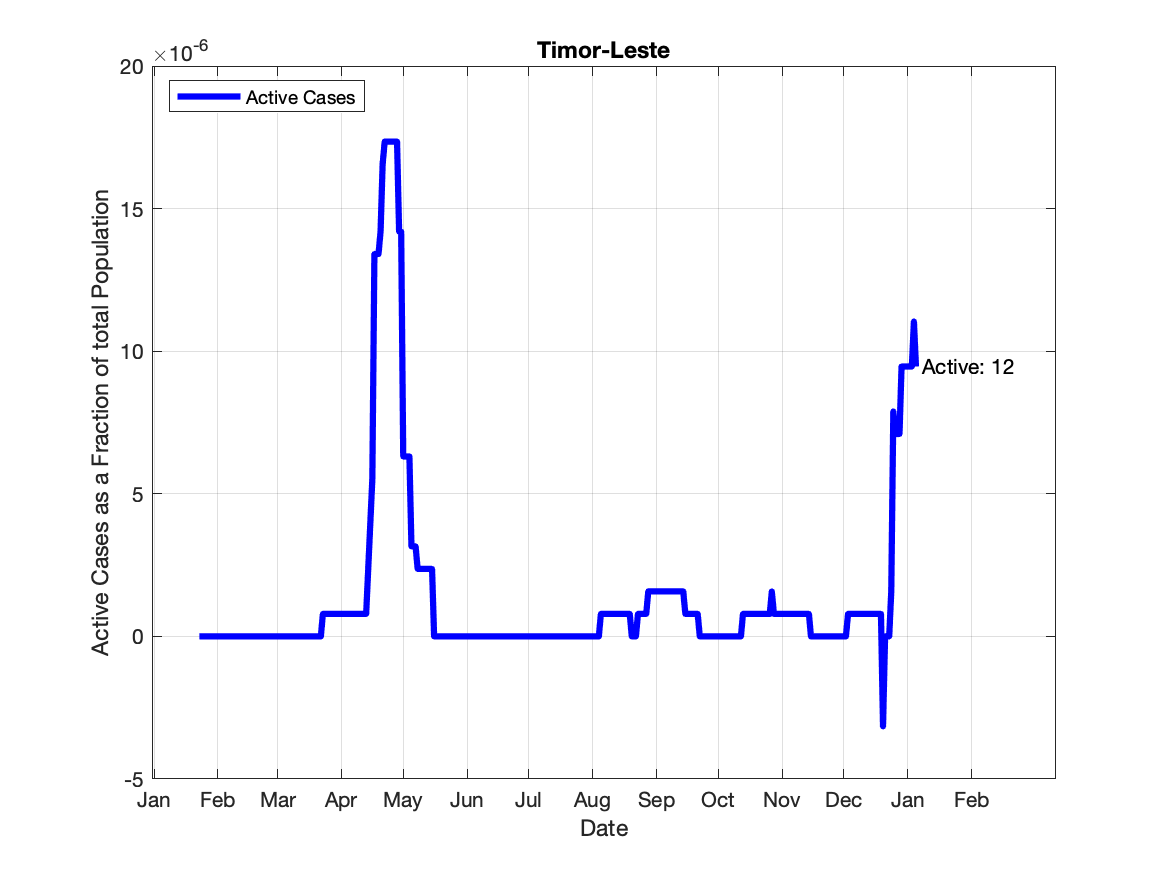 Timor-Leste
×10-6
20
15
10
5
0
-5
Active Cases
Active: 12
Active Cases as a Fraction of total Population
Jan Feb Mar Apr May Jun Jul Aug Sep Oct Nov Dec Jan Feb
Date